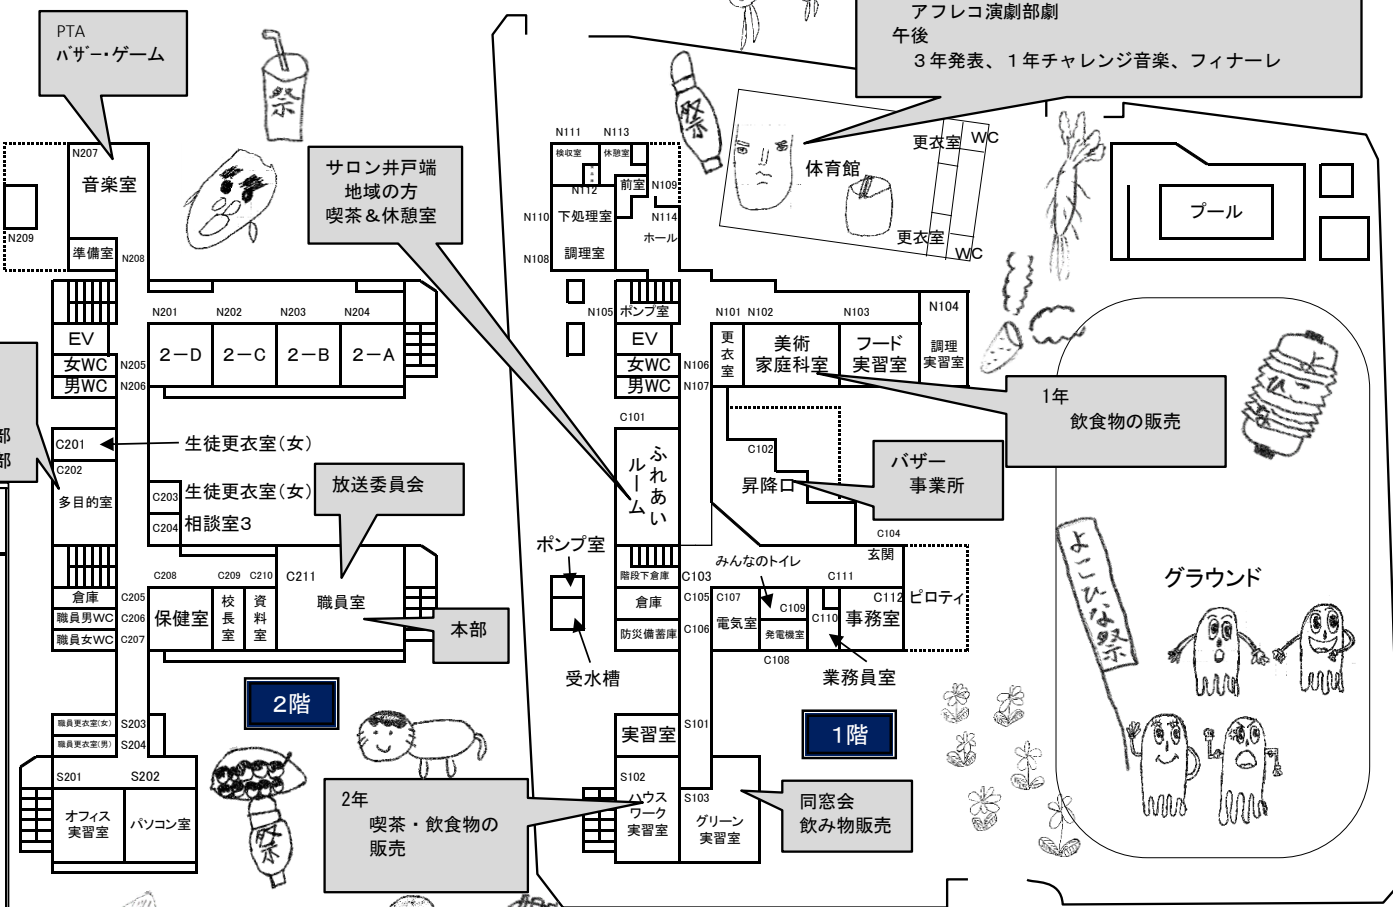 PTA
バザー・ゲーム
アフレコ演劇部劇
午後
3年発表、1年チャレンジ音楽、フィナーレ
祭
祭
サロン井戸端
地域の方
喫茶＆休憩室
N207
音楽室
N209
準備室
N208
EV
女WC
N205
男WC
N206
N201
N202
N203
N204
2－D
2－C
2－B
2－A
部
部
C201
生徒更衣室(女)
C202
多目的室
C203
生徒更衣室(女)
C204
相談室3
放送委員会
C208
C209
C210
C211
倉庫
C205
職員男WC
C206
職員女WC
C207
保健室
校長室
資料室
職員室
本部
2階
職員更衣室(女)
S203
職員更衣室(男)
S204
S201
S202
オフィス
実習室
パソコン室
祭
2年
喫茶・飲食物の
販売
N111
N113
検収室
休憩室
N112
前室
N109
N110
下処理室
N114
ホール
調理室
N108
体育館
更衣室
WC
更衣室
WC
プール
N105
ポンプ室
EV
女WC
N106
男WC
N107
N101
N102
N103
N104
更衣室
美術
家庭科室
フード
実習室
調理
実習室
1年
飲食物の販売
C101
ふれあい
ルーム
C102
昇降口
バザー
事業所
C104
玄関
ポンプ室
受水槽
階段下倉庫
C103
みんなのトイレ
C111
倉庫
C105
C107
C109
C112
ピロティ
防災備蓄庫
C106
電気室
発電機室
C110
事務室
C108
業務員室
1階
実習室
S101
S102
ハウス
ワーク
実習室
S103
グリーン
実習室
同窓会
飲み物販売
グラウンド
よこひな祭
よ
ひ